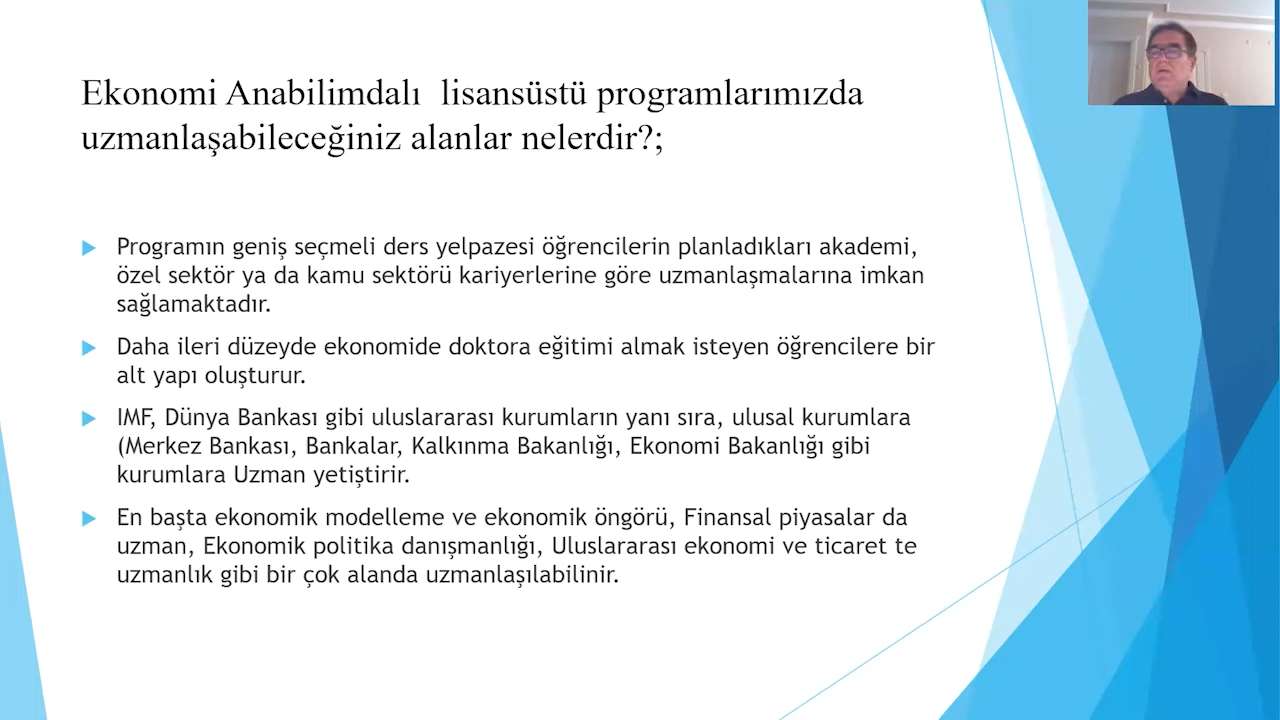 Ekonomi Anabilimdalı lisansüstü programlarımızda
uzmanlaşabileceğiniz alanlar nelerdir?;
Programın geniş seçmeli ders yelpazesi öğrencilerin planladıkları akademi,
özel sektör ya da kamu sektörü kariyerlerine göre uzmanlaşmalarına imkan
sağlamaktadır.
Daha ileri düzeyde ekonomide doktora eğitimi almak isteyen öğrencilere bir
alt yapı oluşturur.
IMF, Dünya Bankası gibi uluslararası kurumların yanı sıra, ulusal kurumlara
(Merkez Bankası, Bankalar, Kalkınma Bakanlığı, Ekonomi Bakanlığı gibi
kurumlara Uzman yetiştirir.
En başta ekonomik modelleme ve ekonomik öngörü, Finansal piyasalar da
uzman, Ekonomik politika danışmanlığı, Uluslararası ekonomi ve ticaret te
uzmanlık gibi bir çok alanda uzmanlaşılabilinir.